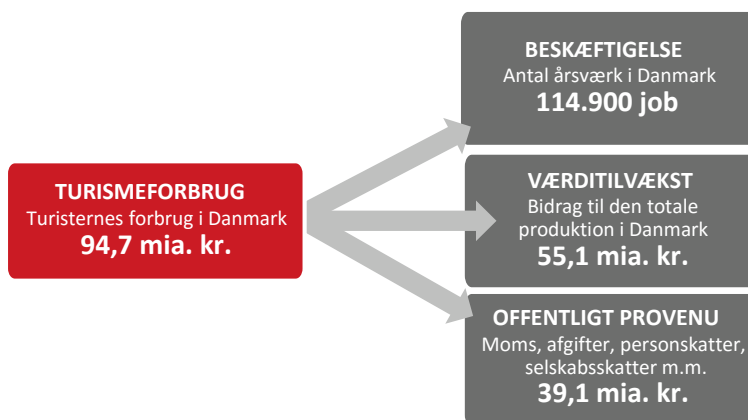 TURISMEFORBRUG
Turisternes forbrug i Danmark
94,7 mia. kr.
BESKÆFTIGELSE
Antal årsværk i Danmark
114.900 job
VÆRDITILVÆKST
Bidrag til den totale
produktion i Danmark
55,1 mia. kr.
OFFENTLIGT PROVENU
Moms, afgifter, personskatter,
selskabsskatter m.m.
39,1 mia. kr.